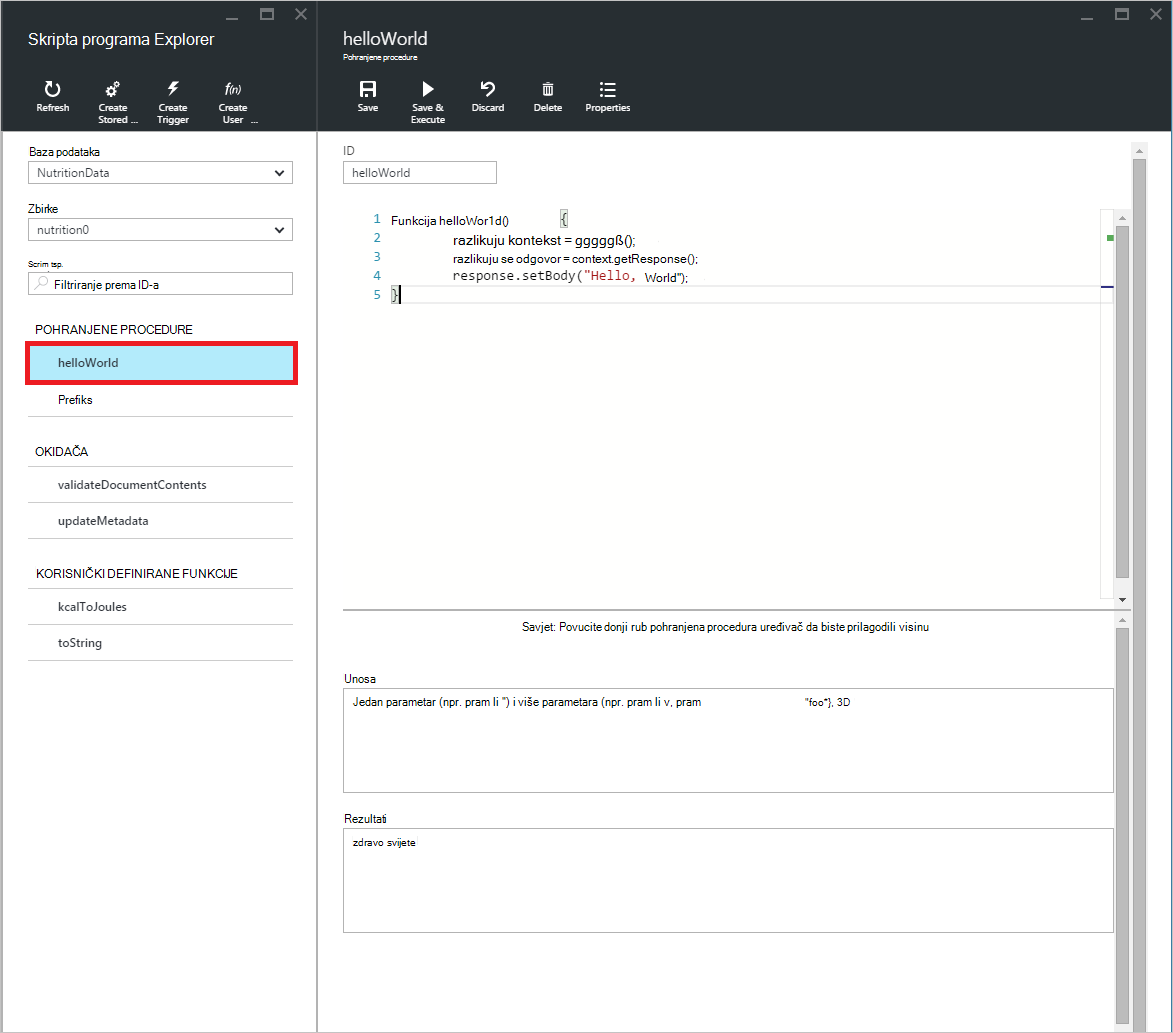 Skripta programa Explorer
Refresh
Create
Stored ...
Create
Trigger
f(n)
Create
User ...
Baza podataka
NutritionData
Zbirke
nutrition0
Scrim tsp.
Filtriranje prema ID-a
POHRANJENE PROCEDURE
helloWorld
Prefiks
OKIDAČA
validateDocumentContents
updateMetadata
KORISNIČKI DEFINIRANE FUNKCIJE
kcalToJoules
toString
helloWorld
Pohranjene procedure
Save
Save &
Execute
Discard
Delete
Properties
ID
helloWorld
1 Funkcija helloWor1d() {
2 razlikuju kontekst = gggggß();
3 razlikuju se odgovor = context.getResponse();
4 response.setBody("Hello, World");
5 }
Savjet: Povucite donji rub pohranjena procedura uređivač da biste prilagodili visinu
Unosa
Jedan parametar (npr. pram li ") i više parametara (npr. pram li v, pram "foo*}, 3D
Rezultati
zdravo svijete